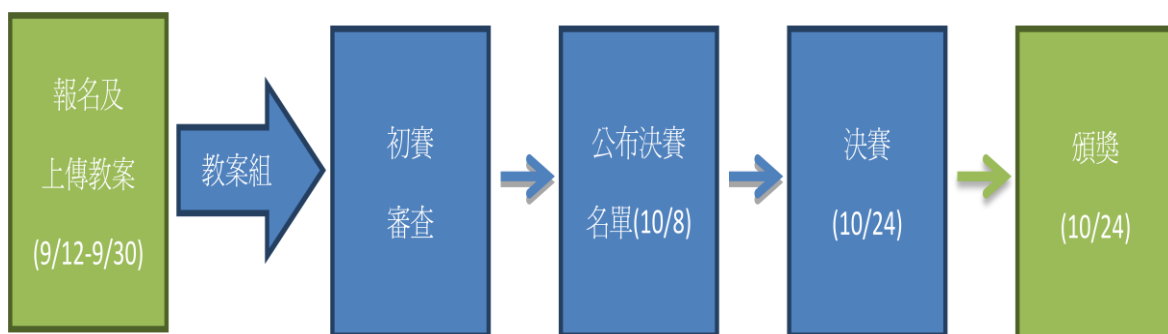 報名及
上傳教案
(9/12-9/30)
教案組
初賽
審查
公布決賽
名單(10/8)
決賽
(10/24)
頒獎
(10/24)